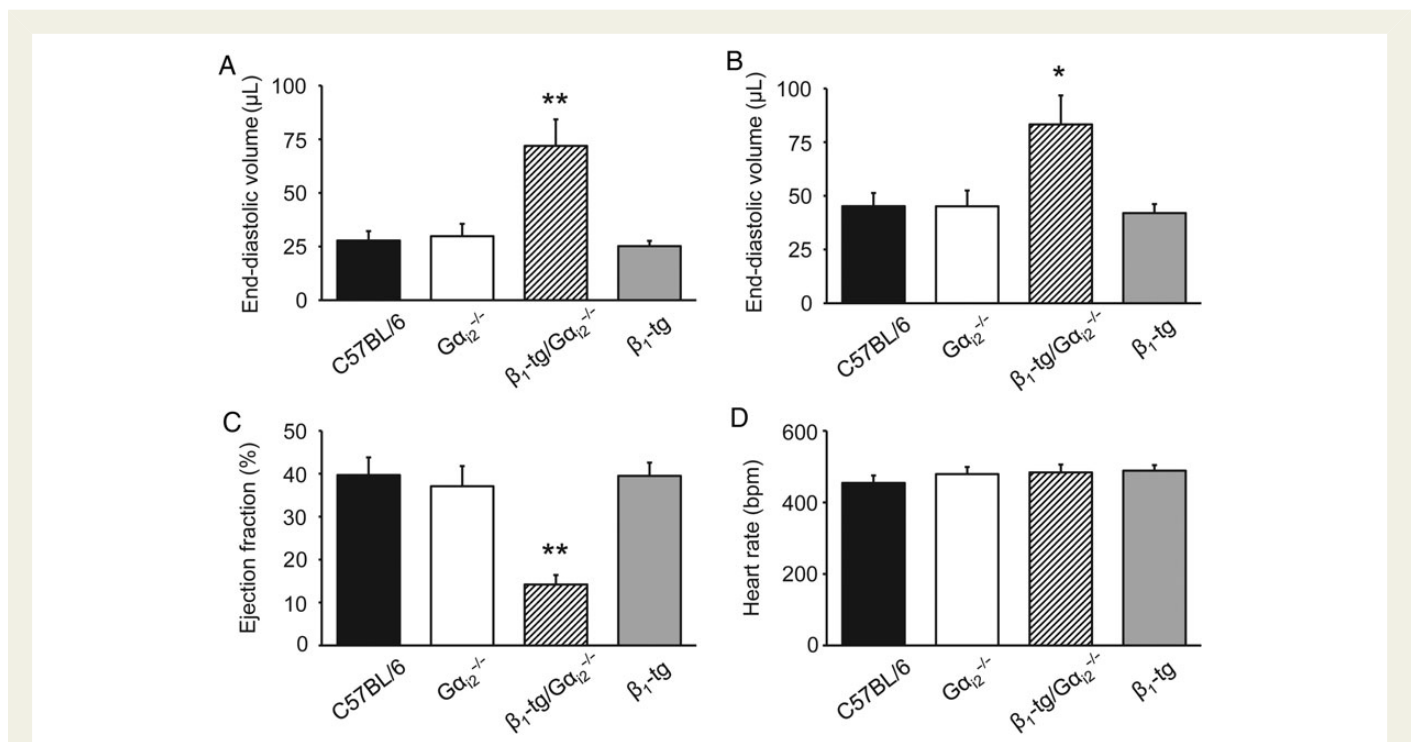 A
End-diastolic volume (µL)
100
75
50
25
0
**
C57BL/6
Gαi2-/-
β1-tg/Gαi2-/-
β1-tg
B
End-diastolic volume (µL)
100
75
50
25
0
*
C57BL/6
Gαi2-/-
β1-tg/Gαi2-/-
β1-tg
C
Ejection fraction (%)
50
40
30
20
10
0
**
C57BL/6
Gαi2-/-
β1-tg/Gαi2-/-
β1-tg
D
Heart rate (bpm)
600
400
200
0
C57BL/6
Gαi2-/-
β1-tg/Gαi2-/-
β1-tg